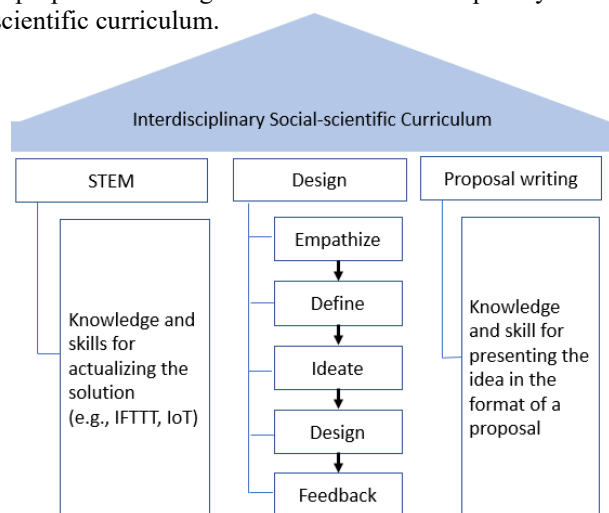 scientific curriculum.
Interdisciplinary Social-scientific Curriculum
STEM
Design
Proposal writing
Knowledge and
skills for
actualizing the
solution
(e.g., IFTTT, IoT)
Empathize
Define
Ideate
Design
Feedback
Knowledge
and skill for
presenting the
idea in the
format of a
proposal